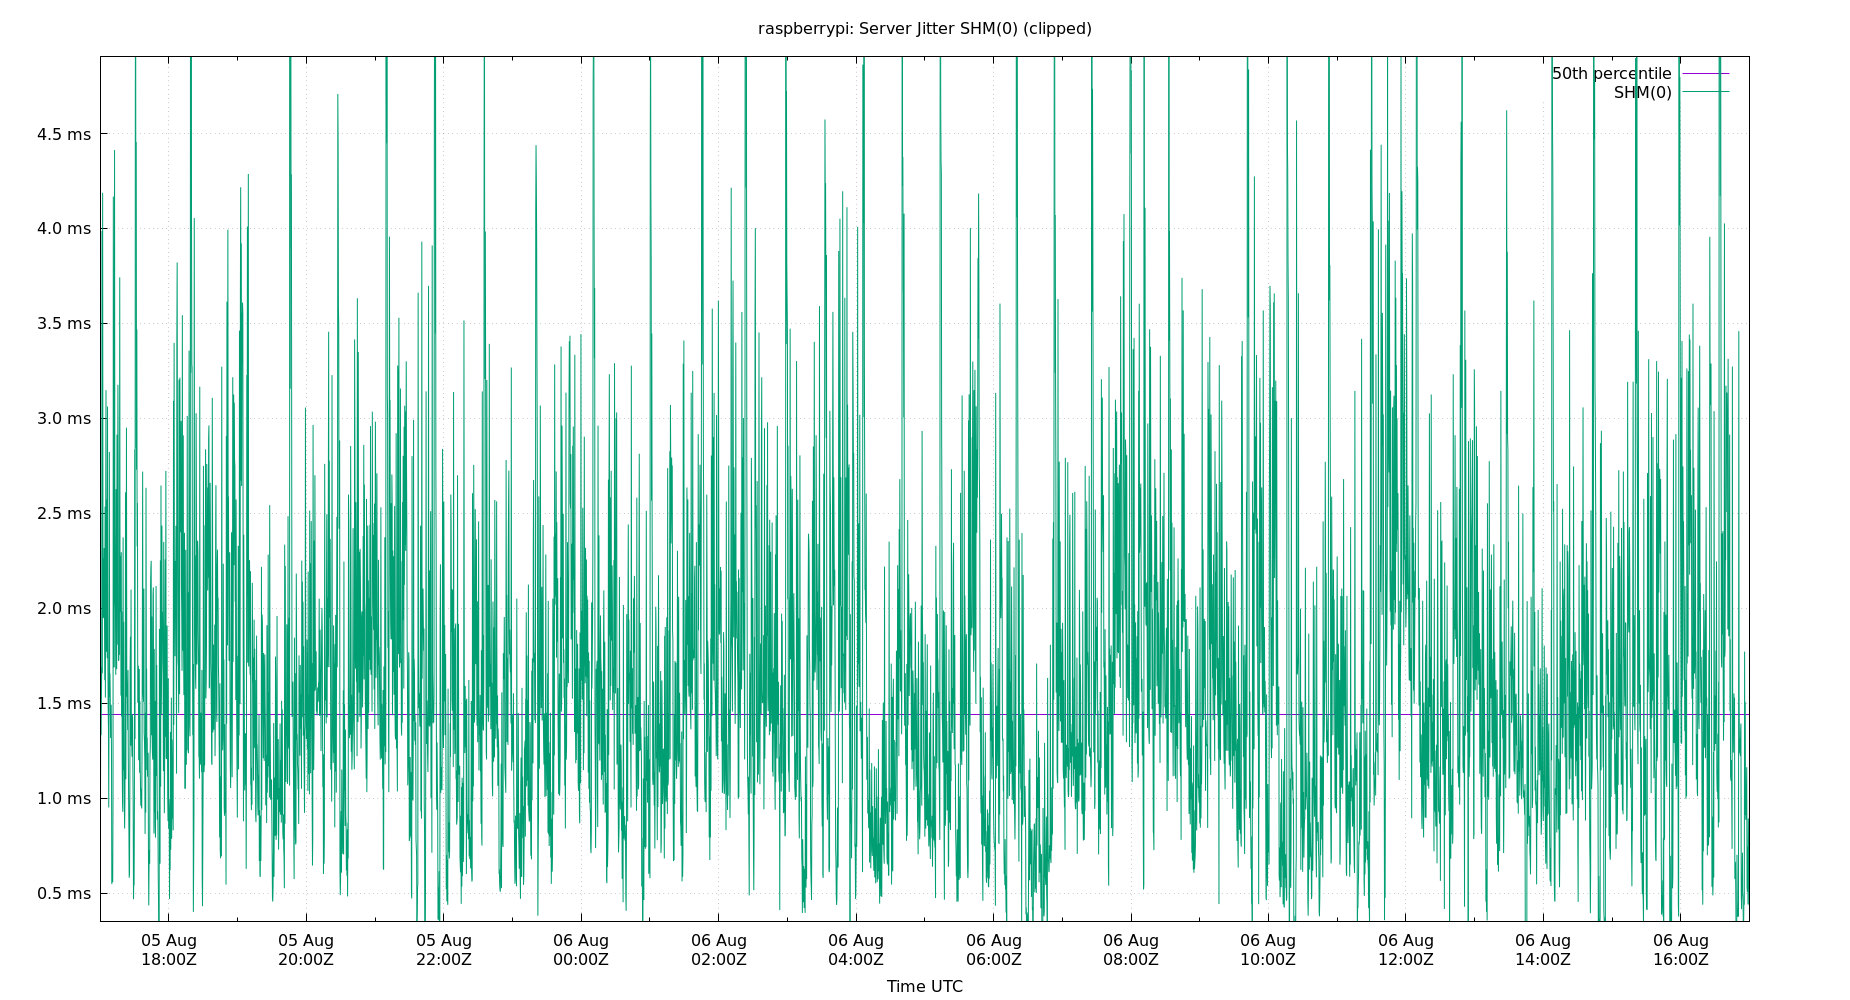 raspberrypi: Server Jitter SHM(0) (clipped)
50th percentile
SHM(0)
4.5 ms
4.0 ms
3.5 ms
3.0 ms
2.5 ms
2.0 ms
1.5 ms
1.0 ms
0.5 ms
05 Aug 05 Aug 05 Aug 06 Aug 06 Aug 06 Aug 06 Aug 06 Aug 06 Aug 06 Aug 06 Aug 06 Aug
18:00Z 20:00Z 22:00Z 00:00Z 02:00Z 04:00Z 06:00Z 08:00Z 10:00Z 12:00Z 14:00Z 16:00Z
Time UTC